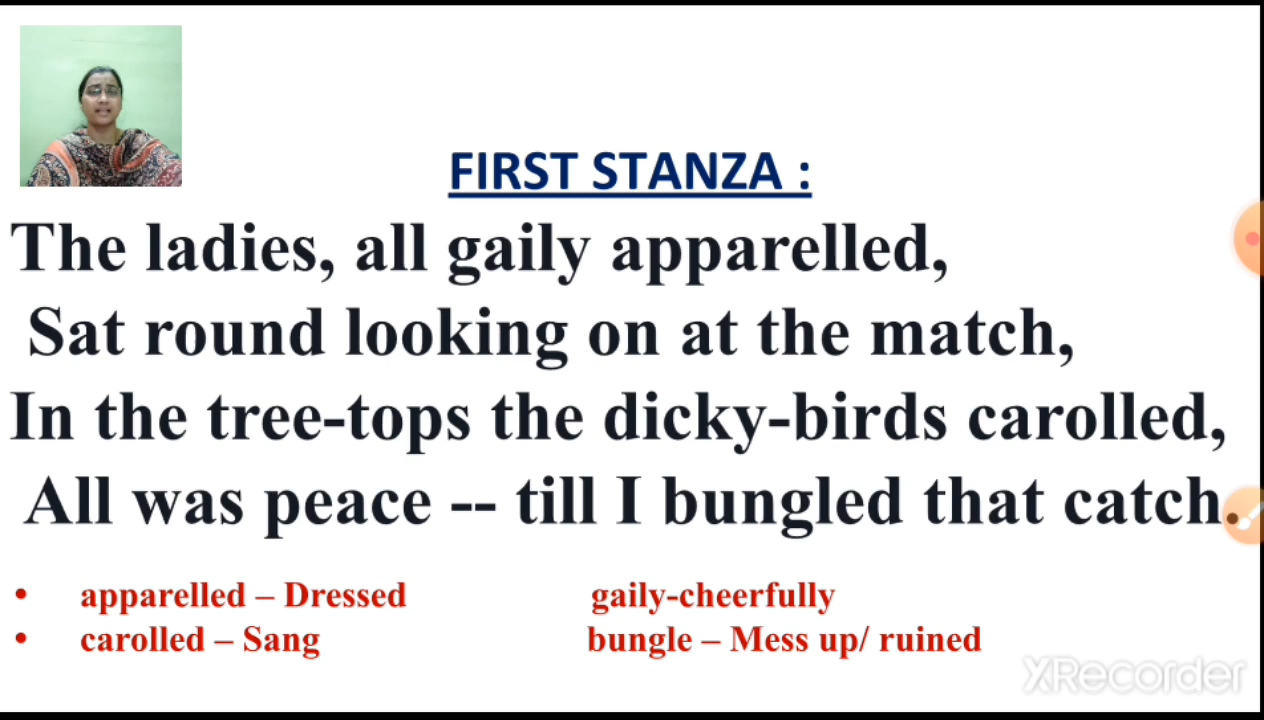 FIRST STANZA :
The ladies, all gaily apparelled,
Sat round looking on at the match,
In the tree-tops the dicky-birds carolled,
All was peace -- till I bungled that catch.
• apparelled – Dressed gaily-cheerfully
• carolled – Sang bungle – Mess up/ ruined
XRecorder